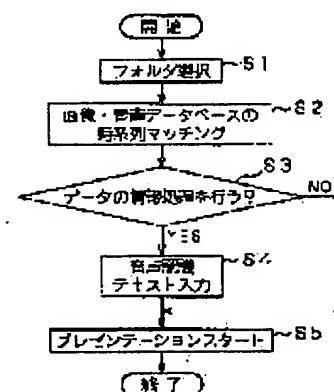 開始
フォルダ選択
S1
画像・音声データベースの
時系列マッチング
S2
データの前処理を行う?
S3
NO
YES
音声認識
テキスト入力
S4
プレゼンテーションスタート
S5
終了